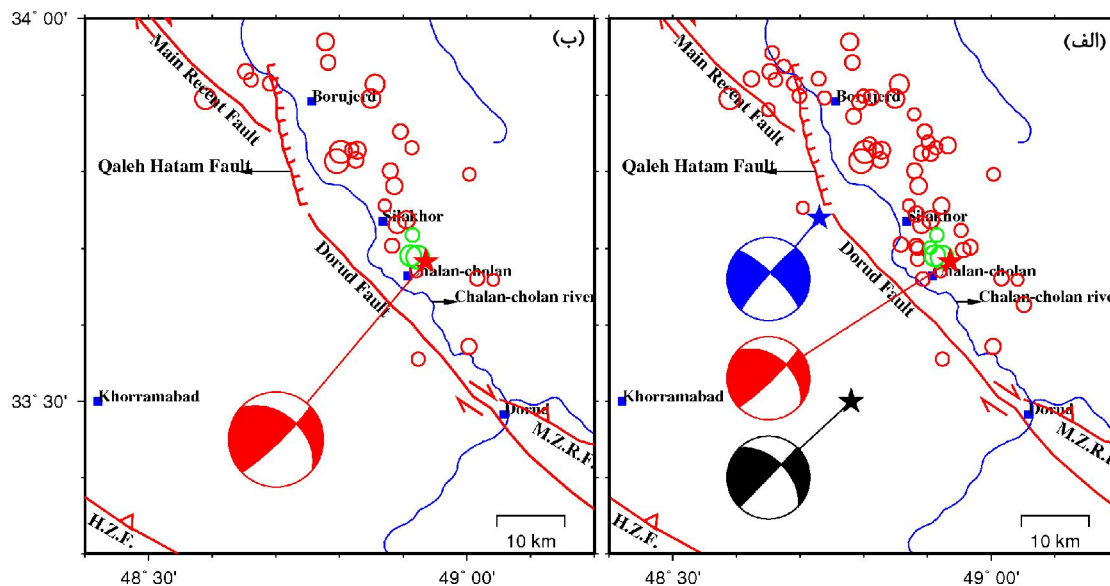 34° 00'
33° 30'
(ب)
Main Recent Fault
Borujerd
Qaleh Hatam Fault
Silakhor
Chalan-cholan
Chalan-cholan river
Dorud Fault
Khorramabad
Dorud
M.Z.R.F.
H.Z.F.
10 km
48° 30'
49° 00'
(الف)
Main Recent Fault
Borujerd
Qaleh Hatam Fault
Silakhor
Chalan-cholan
Chalan-cholan river
Dorud Fault
Khorramabad
Dorud
M.Z.R.F.
H.Z.F.
10 km
48° 30'
49° 00'